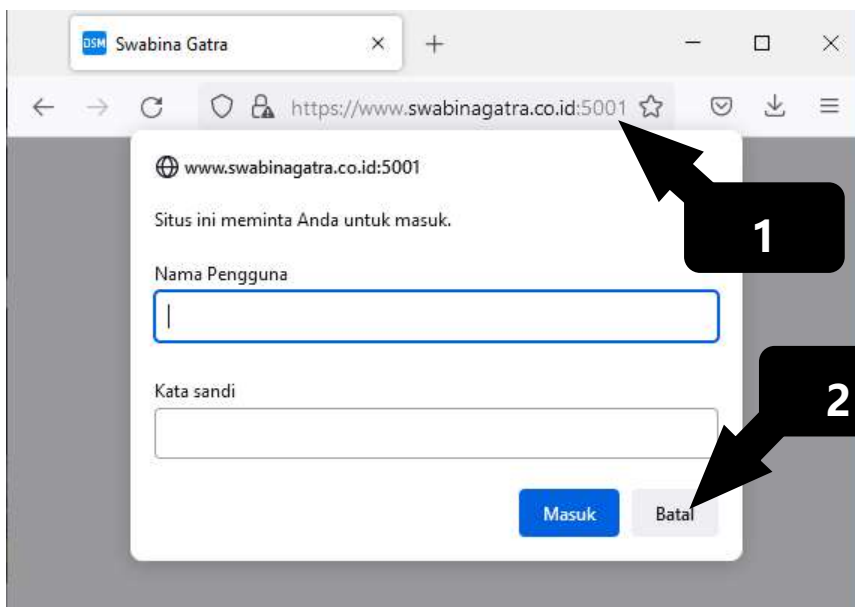 DSM Swabina Gatra
https://www.swabinagatra.co.id:5001
www.swabinagatra.co.id:5001
Situs ini meminta Anda untuk masuk.
1
Nama Pengguna
Kata sandi
2
Masuk Batal